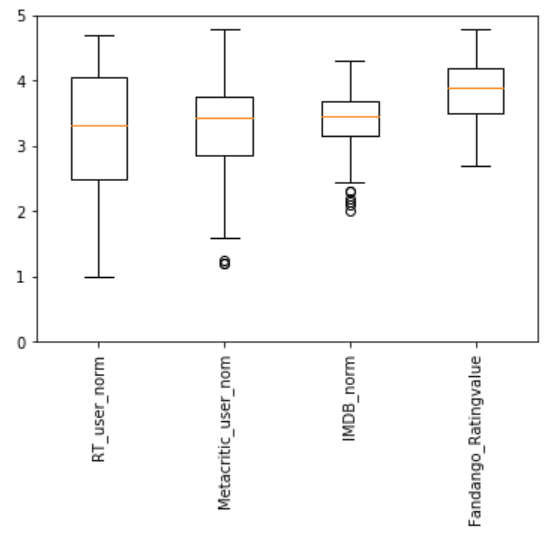 5
4
3
2
1
0
RT_user_norm
Metacritic_user_nom
IMDB_norm
Fandango_Ratingvalue